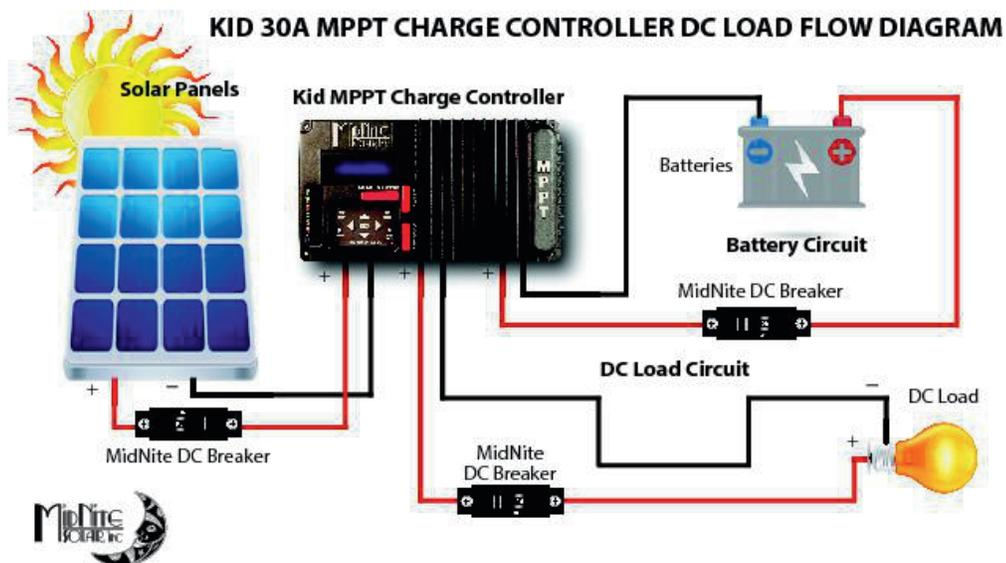 KID 30A MPPT CHARGE CONTROLLER DC LOAD FLOW DIAGRAM
Solar Panels
Kid MPPT Charge Controller
MIDNITE
MPPT
Batteries
Battery Circuit
+
+
+
MidNite DC Breaker
DC Load Circuit
+
−
−
DC Load
MidNite DC Breaker
MidNite
DC Breaker
+
MIDNITE
SOLAR, INC